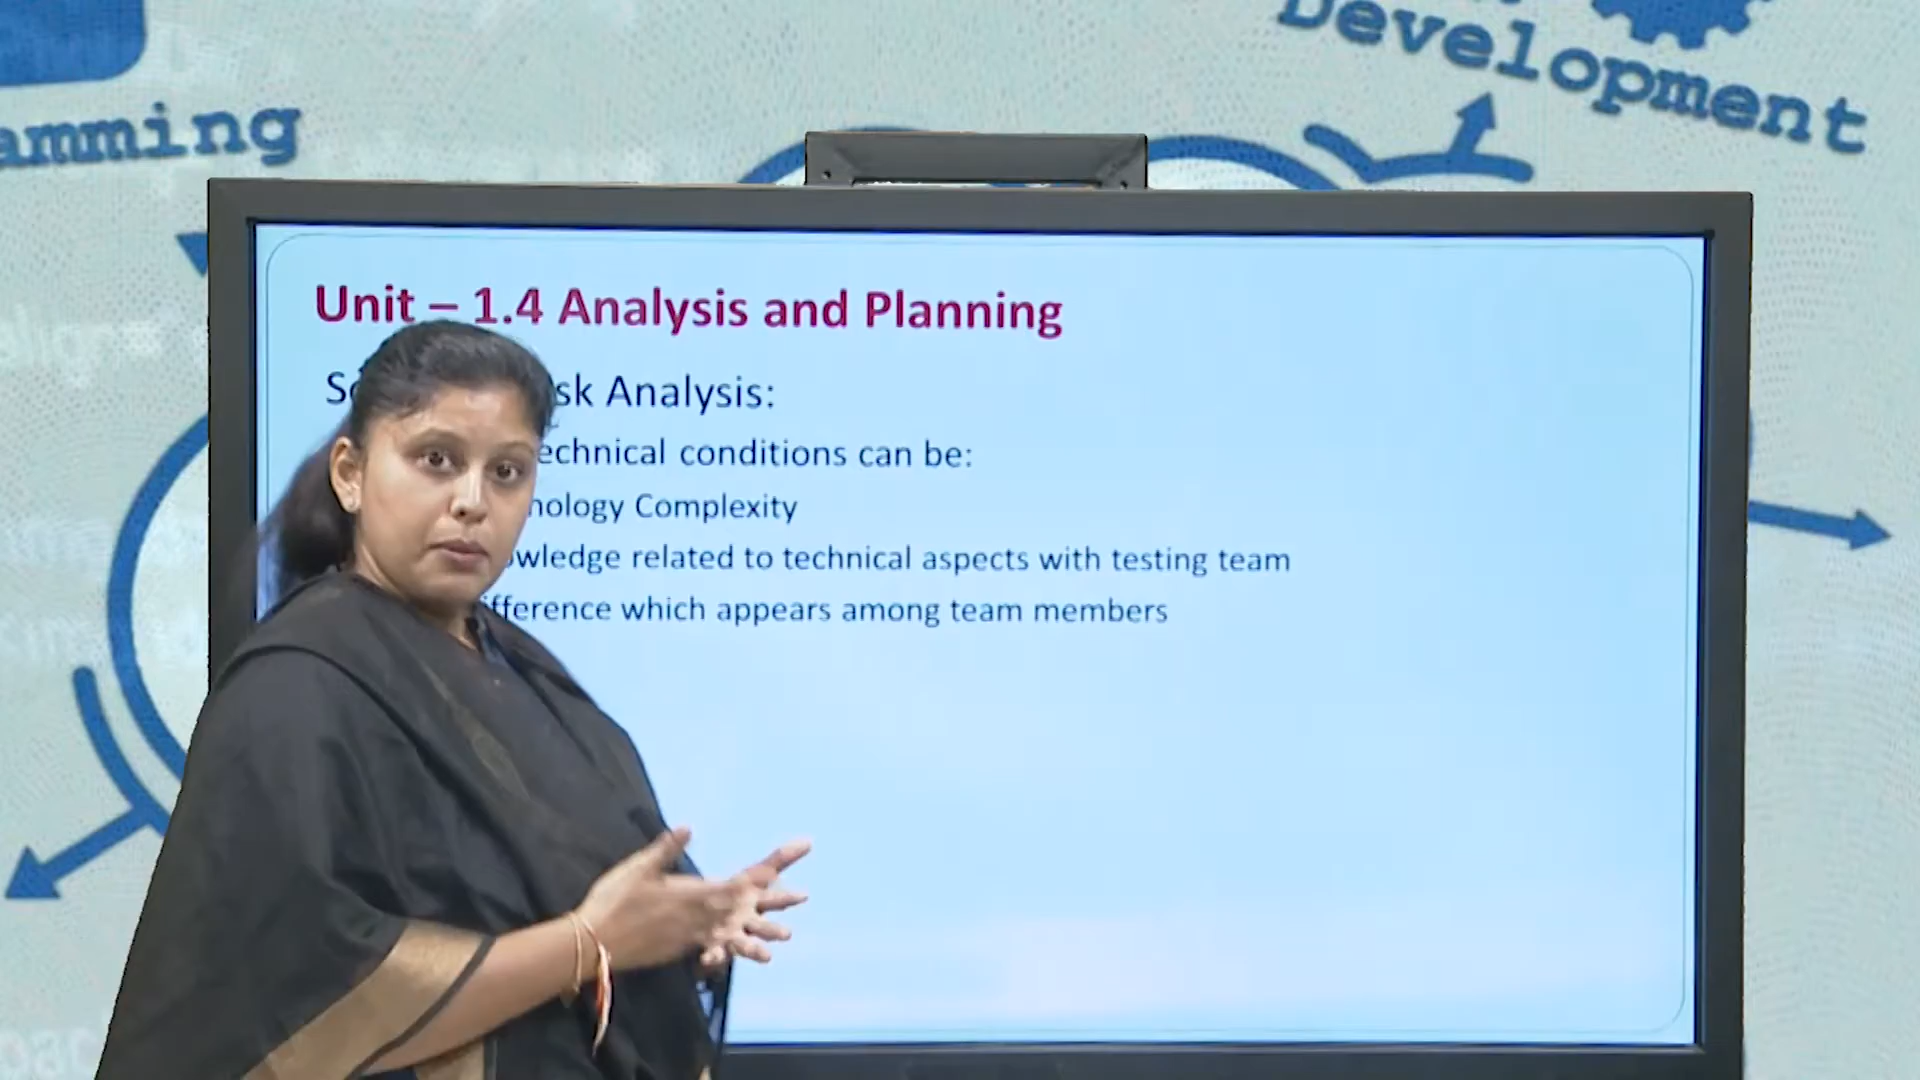 Development
amming
Unit – 1.4 Analysis and Planning
sk Analysis:
echnical conditions can be:
nology Complexity
wledge related to technical aspects with testing team
ifference which appears among team members